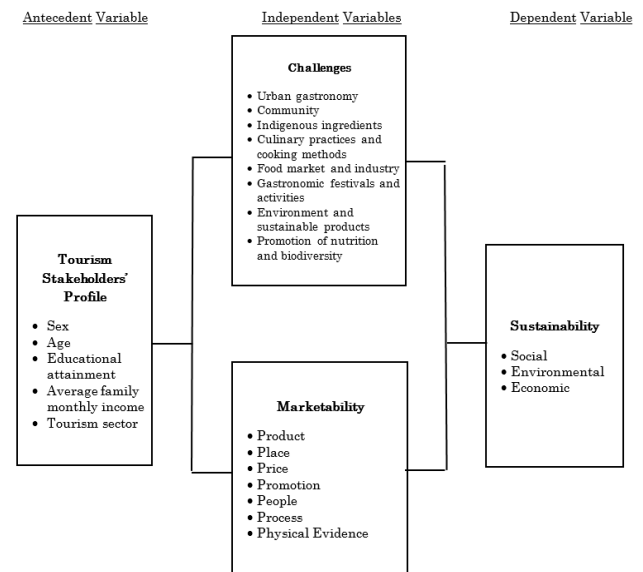 Antecedent Variable
Independent Variables
Dependent Variable
Challenges
• Urban gastronomy
• Community
• Indigenous ingredients
• Culinary practices and
cooking methods
• Food market and industry
• Gastronomic festivals and
activities
• Environment and
sustainable products
• Promotion of nutrition
and biodiversity
Tourism
Stakeholders'
Profile
• Sex
• Age
• Educational
attainment
• Average family
monthly income
• Tourism sector
Marketability
• Product
• Place
• Price
• Promotion
• People
• Process
• Physical Evidence
Sustainability
• Social
• Environmental
• Economic